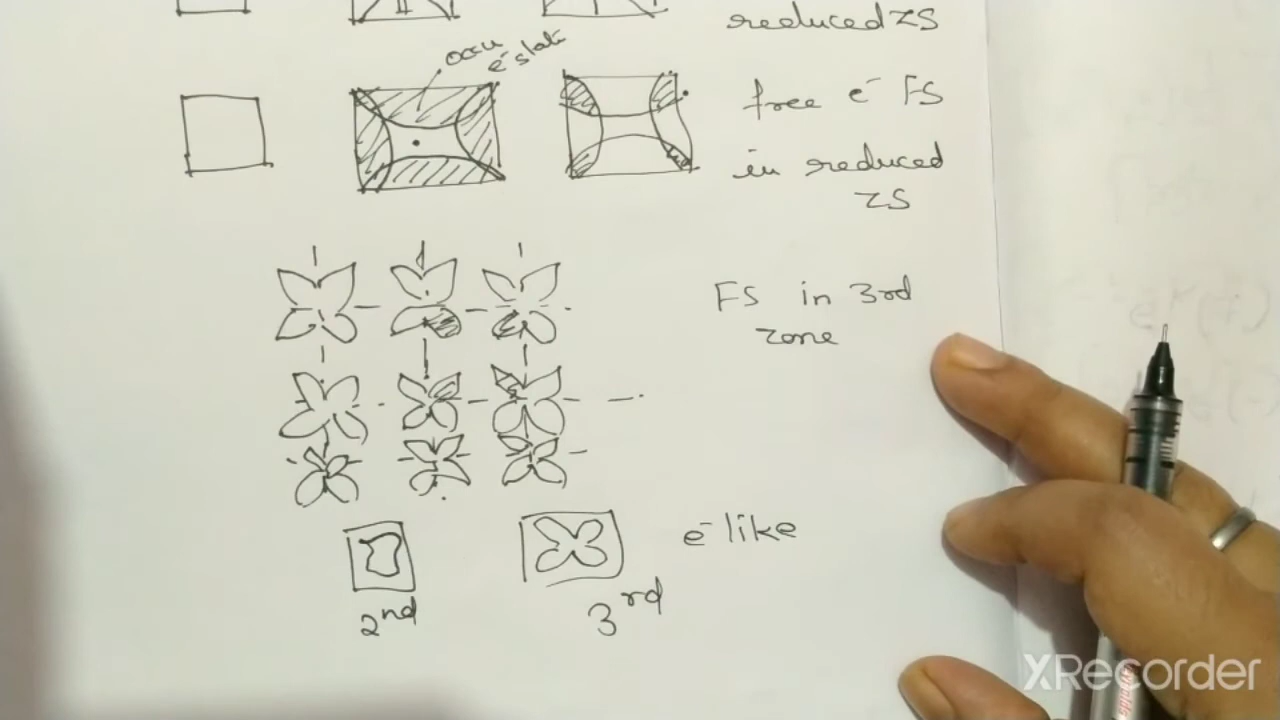 reduced ZS
occu
e⁻ state
free e⁻ FS
in reduced
ZS
FS in 3rd
zone
e⁻ like
2nd
3rd
XRecorder